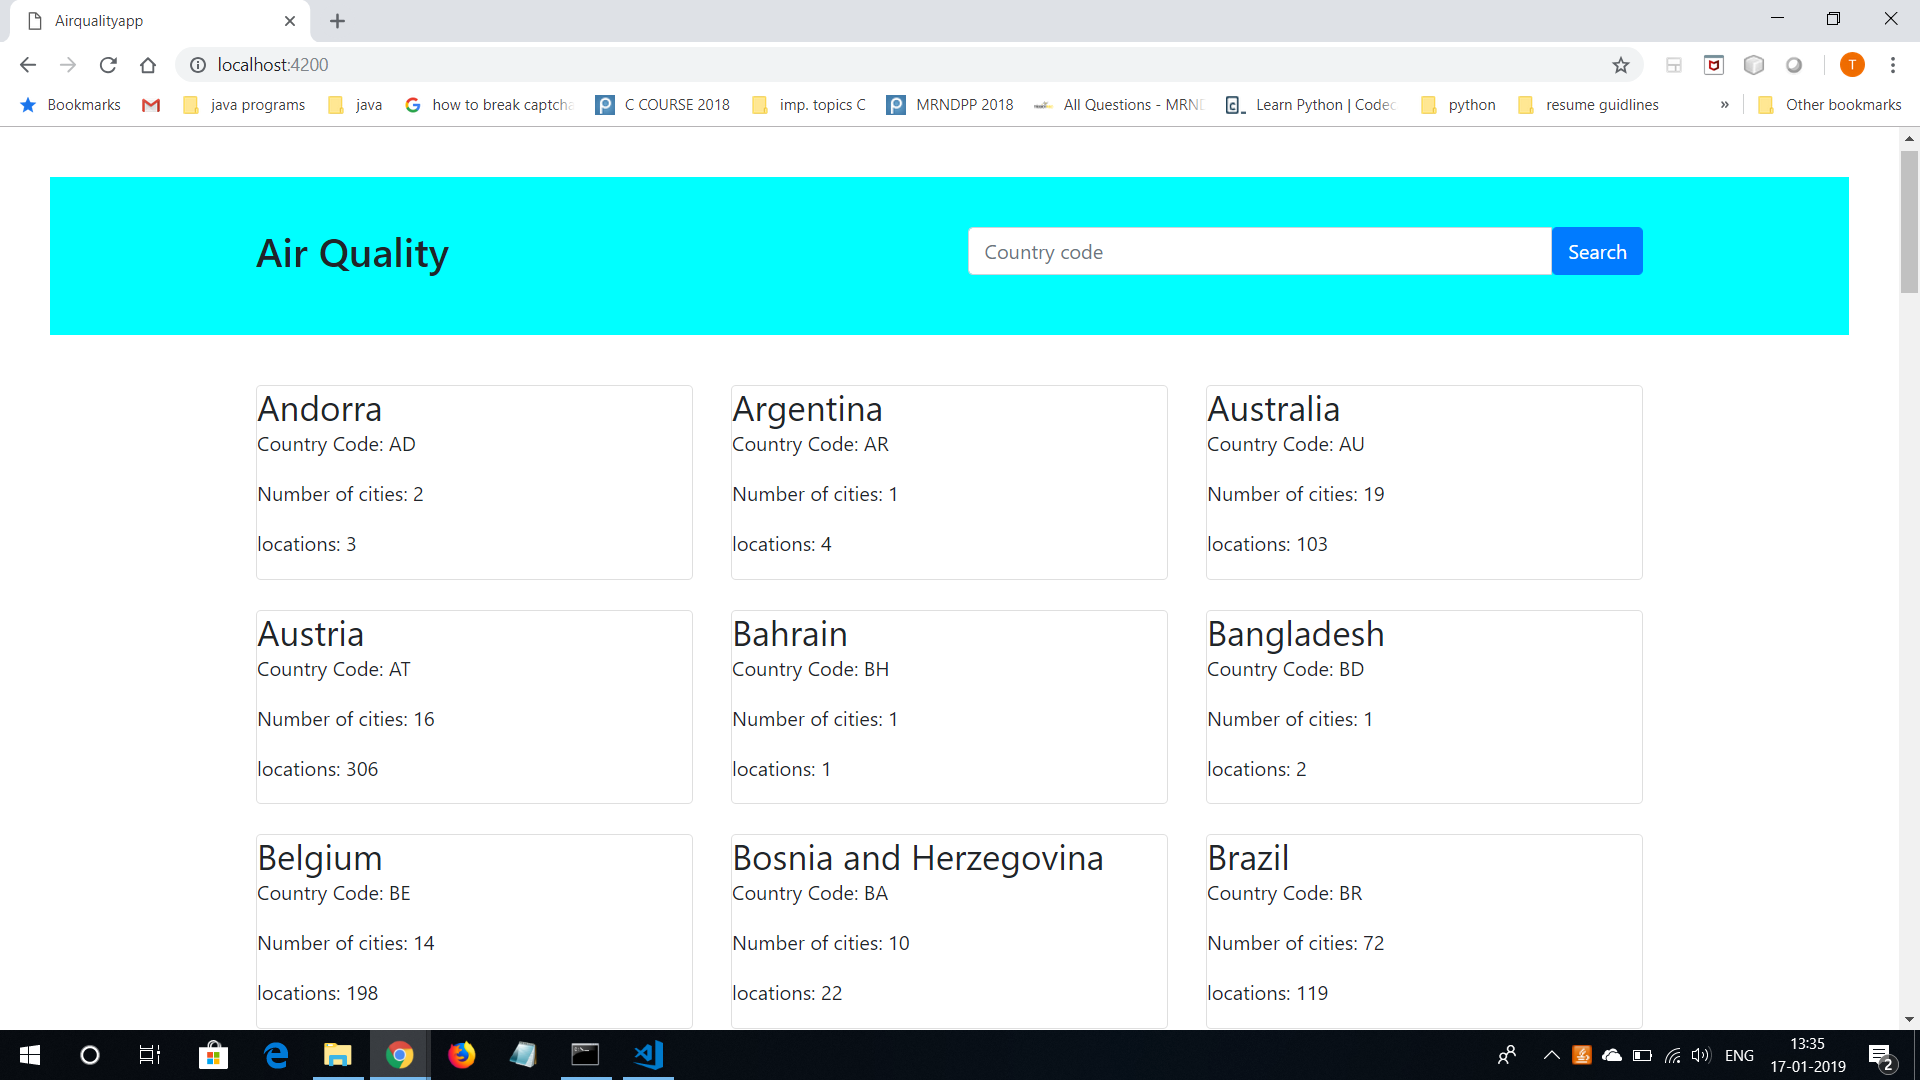 Airqualityapp
localhost:4200
Bookmarks java programs java how to break captcha C COURSE 2018 imp. topics C MRNDPP 2018 All Questions - MRND Learn Python | Codec python resume guidlines » Other bookmarks
Air Quality
Country code Search
Andorra
Country Code: AD
Number of cities: 2
locations: 3
Argentina
Country Code: AR
Number of cities: 1
locations: 4
Australia
Country Code: AU
Number of cities: 19
locations: 103
Austria
Country Code: AT
Number of cities: 16
locations: 306
Bahrain
Country Code: BH
Number of cities: 1
locations: 1
Bangladesh
Country Code: BD
Number of cities: 1
locations: 2
Belgium
Country Code: BE
Number of cities: 14
locations: 198
Bosnia and Herzegovina
Country Code: BA
Number of cities: 10
locations: 22
Brazil
Country Code: BR
Number of cities: 72
locations: 119
T
ENG
13:35
17-01-2019
2